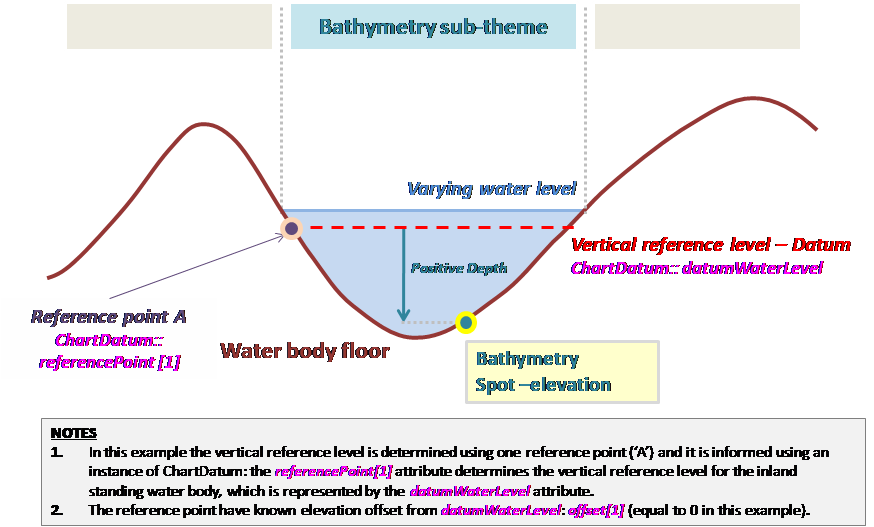 Bathymetry sub-theme
Varying water level
Vertical reference level – Datum
ChartDatum:: datumWaterLevel
Positive Depth
Reference point A
ChartDatum::
referencePoint [1]
Water body floor
Bathymetry
Spot –elevation
NOTES
1. In this example the vertical reference level is determined using one reference point ('A') and it is informed using an
instance of ChartDatum: the referencePoint[1] attribute determines the vertical reference level for the inland
standing water body, which is represented by the datumWaterLevel attribute.
2. The reference point have known elevation offset from datumWaterLevel: offset[1] (equal to 0 in this example).